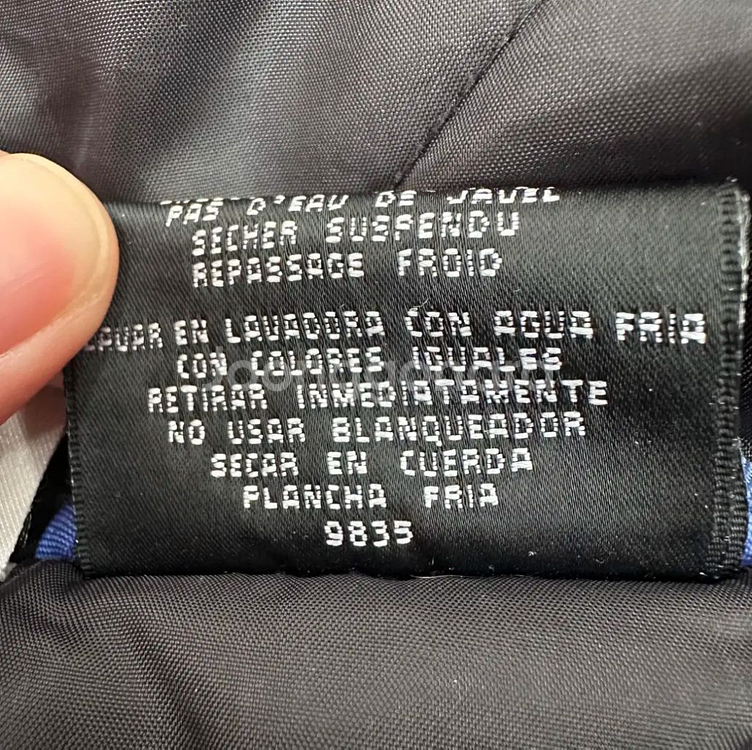 PAS D'EAU DE JAVEL
SECHER SUSPENDU
REPASSAGE FROID
EN LAVADORA CON AGUA FRIA
CON COLORES IGUALES
RETIRAR INMEDIATAMENTE
NO USAR BLANQUEADOR
SECAR EN CUERDA
PLANCHA FRIA
9835